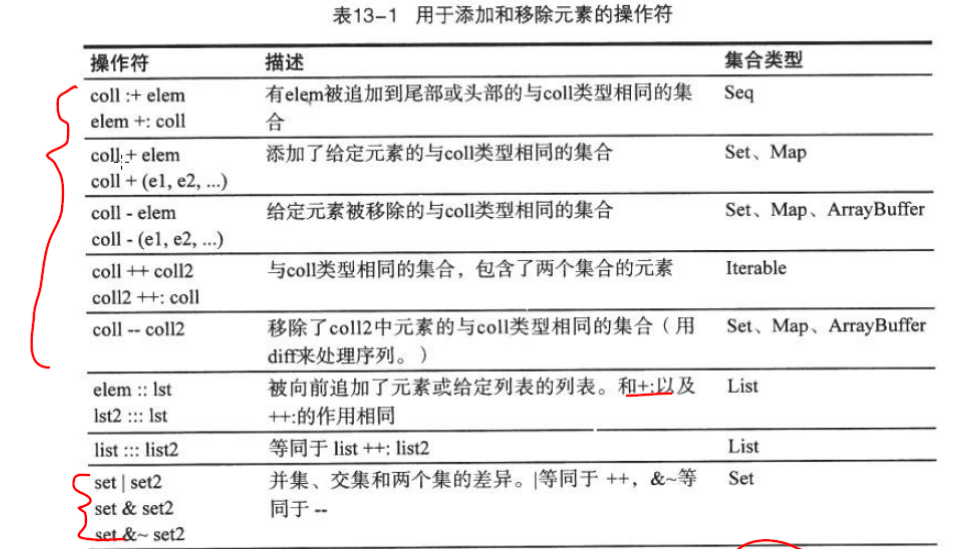 表13-1 用于添加和移除元素的操作符
操作符 描述 集合类型
coll :+ elem 有elem被追加到尾部或头部的与coll类型相同的集 Seq
elem +: coll 合
coll + elem 添加了给定元素的与coll类型相同的集合 Set、Map
coll + (e1, e2, ...)
coll - elem 给定元素被移除的与coll类型相同的集合 Set、Map、ArrayBuffer
coll - (e1, e2, ...)
coll ++ coll2 与coll类型相同的集合，包含了两个集合的元素 Iterable
coll2 ++: coll
coll -- coll2 移除了coll2中元素的与coll类型相同的集合（用 Set、Map、ArrayBuffer
diff来处理序列。）
elem :: lst 被向前追加了元素或给定列表的列表。和+:以及 List
lst2 ::: lst ++:的作用相同
list ::: list2 等同于 list ++: list2 List
set | set2 并集、交集和两个集的差异。|等同于 ++，&~等 Set
set & set2 同于 --
set &~ set2